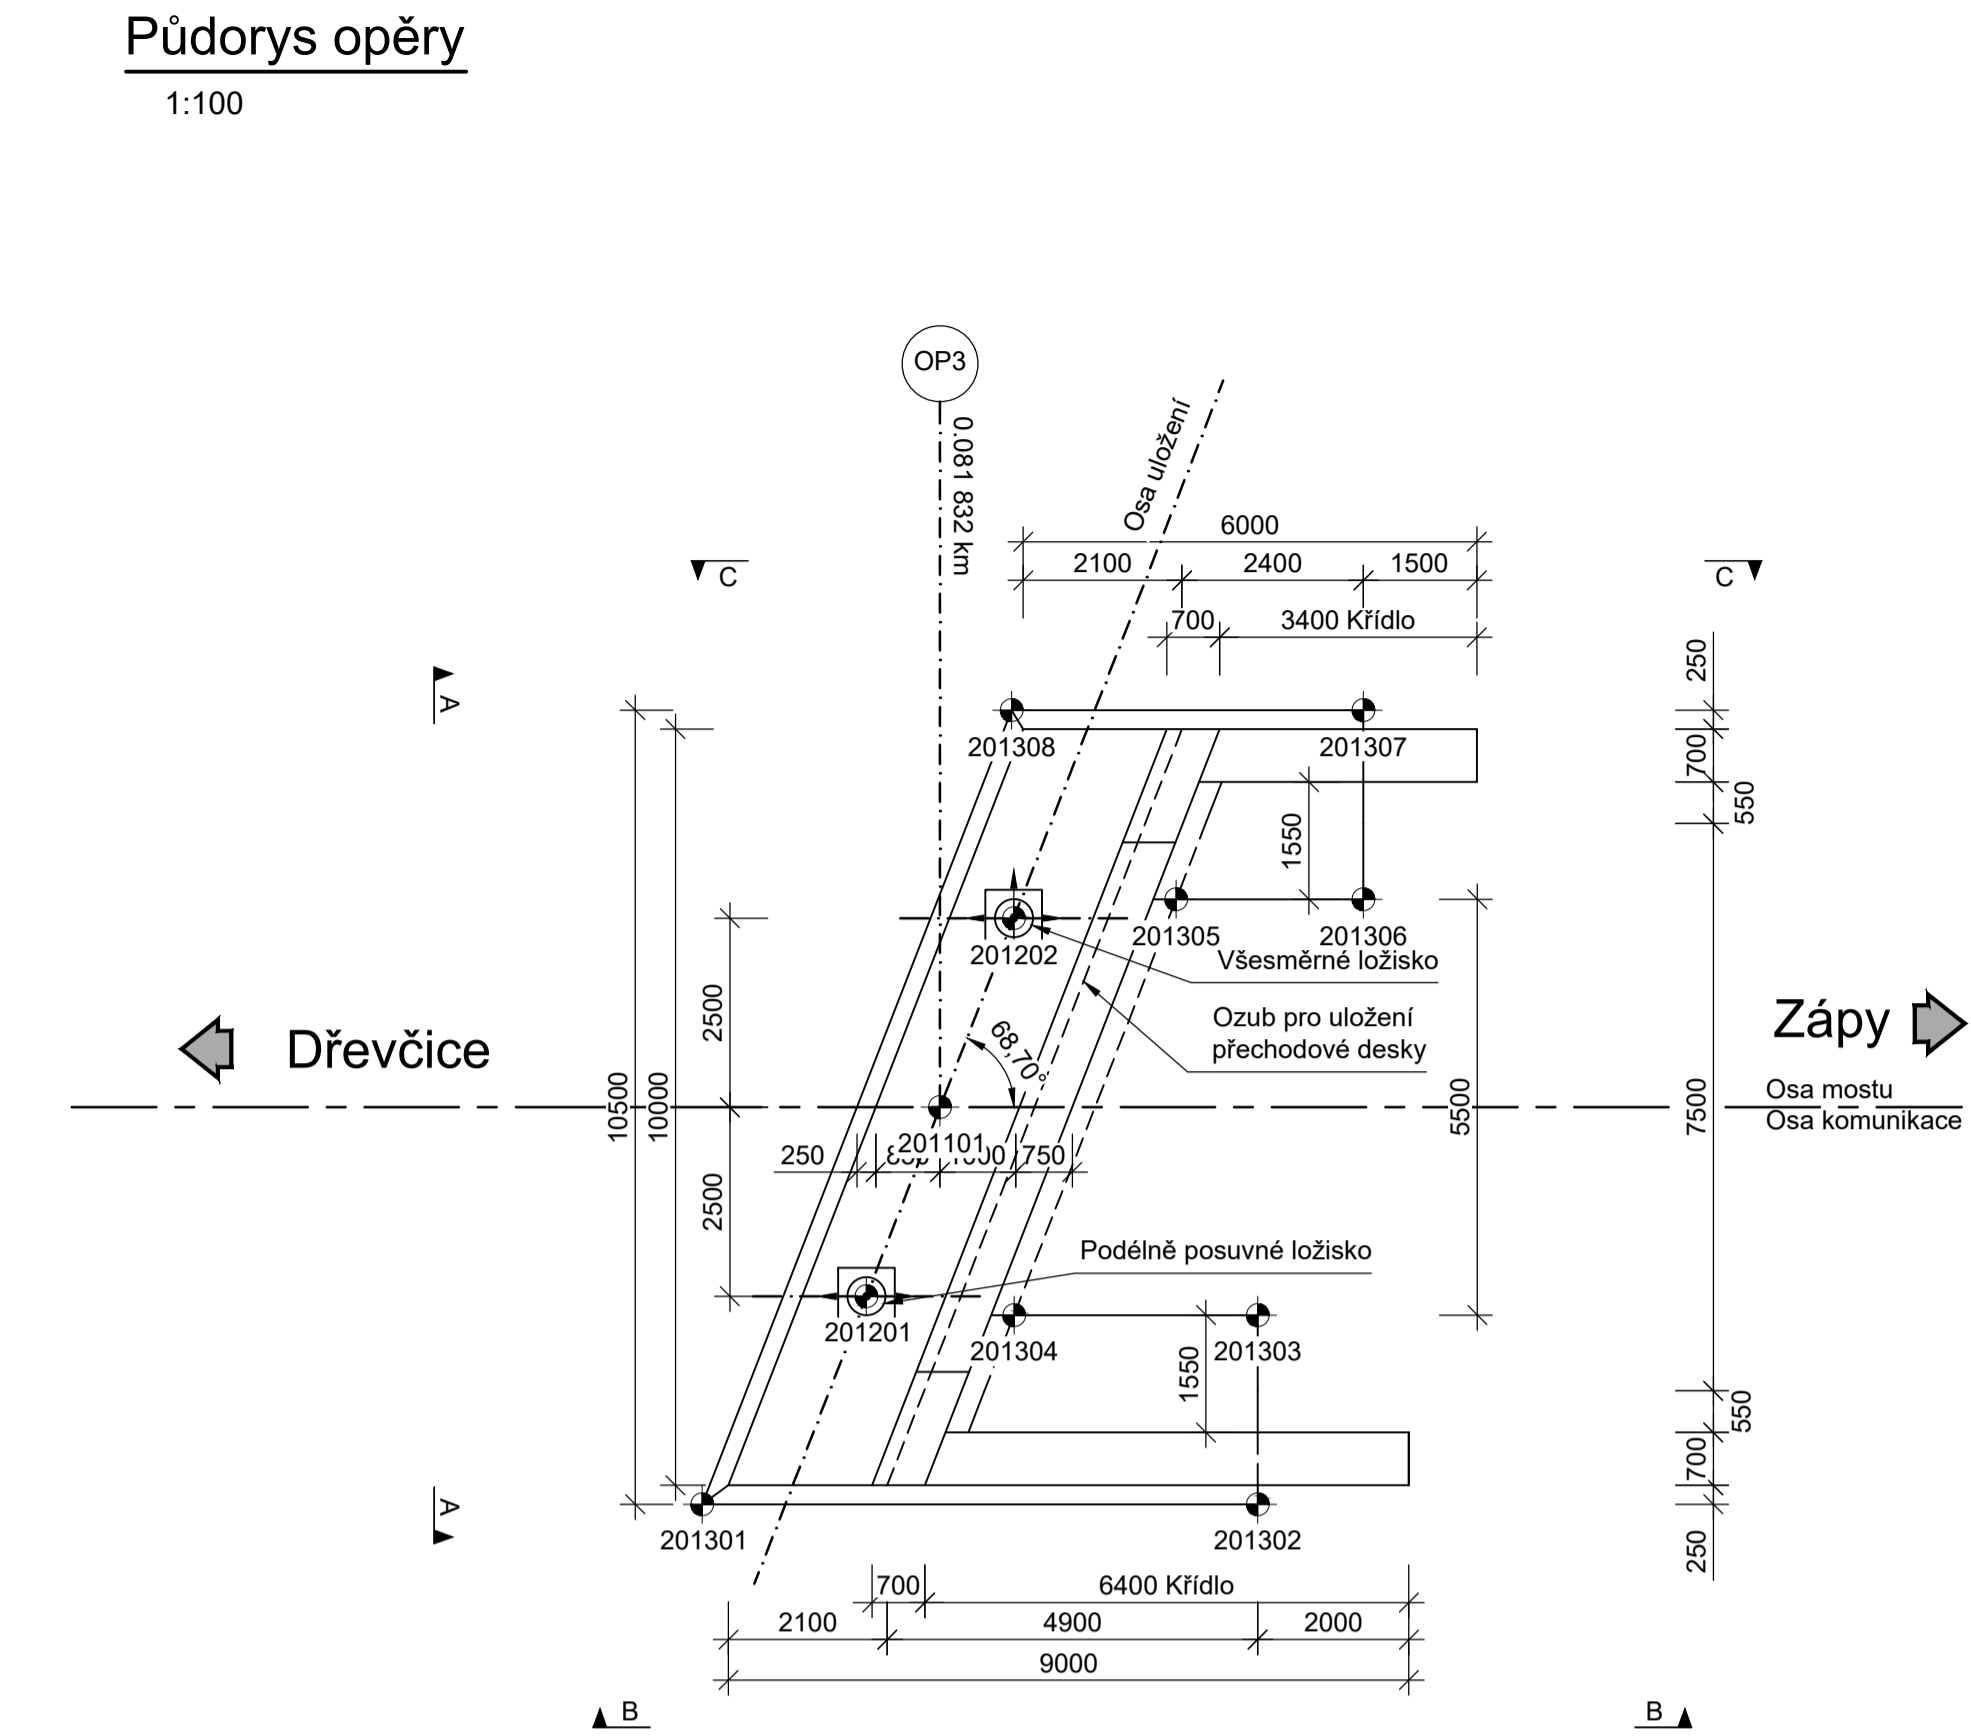 Půdorys opěry
1:100
OP3
0.081 832 km
Osa uložení
6000
2100 2400 1500
700 3400 Křídlo
C C
A
250
700
550
7500
550
700
250
201308 201307
1550
201305 201306
201202
Všesměrné ložisko
Ozub pro uložení
přechodové desky
68,70°
2500
2500
10500
10000
5500
Dřevčice
Zápy
Osa mostu
Osa komunikace
201101
250 750
Podélně posuvné ložisko
201201
201304 201303
1550
A
201301 201302
700 6400 Křídlo
2100 4900 2000
9000
B B